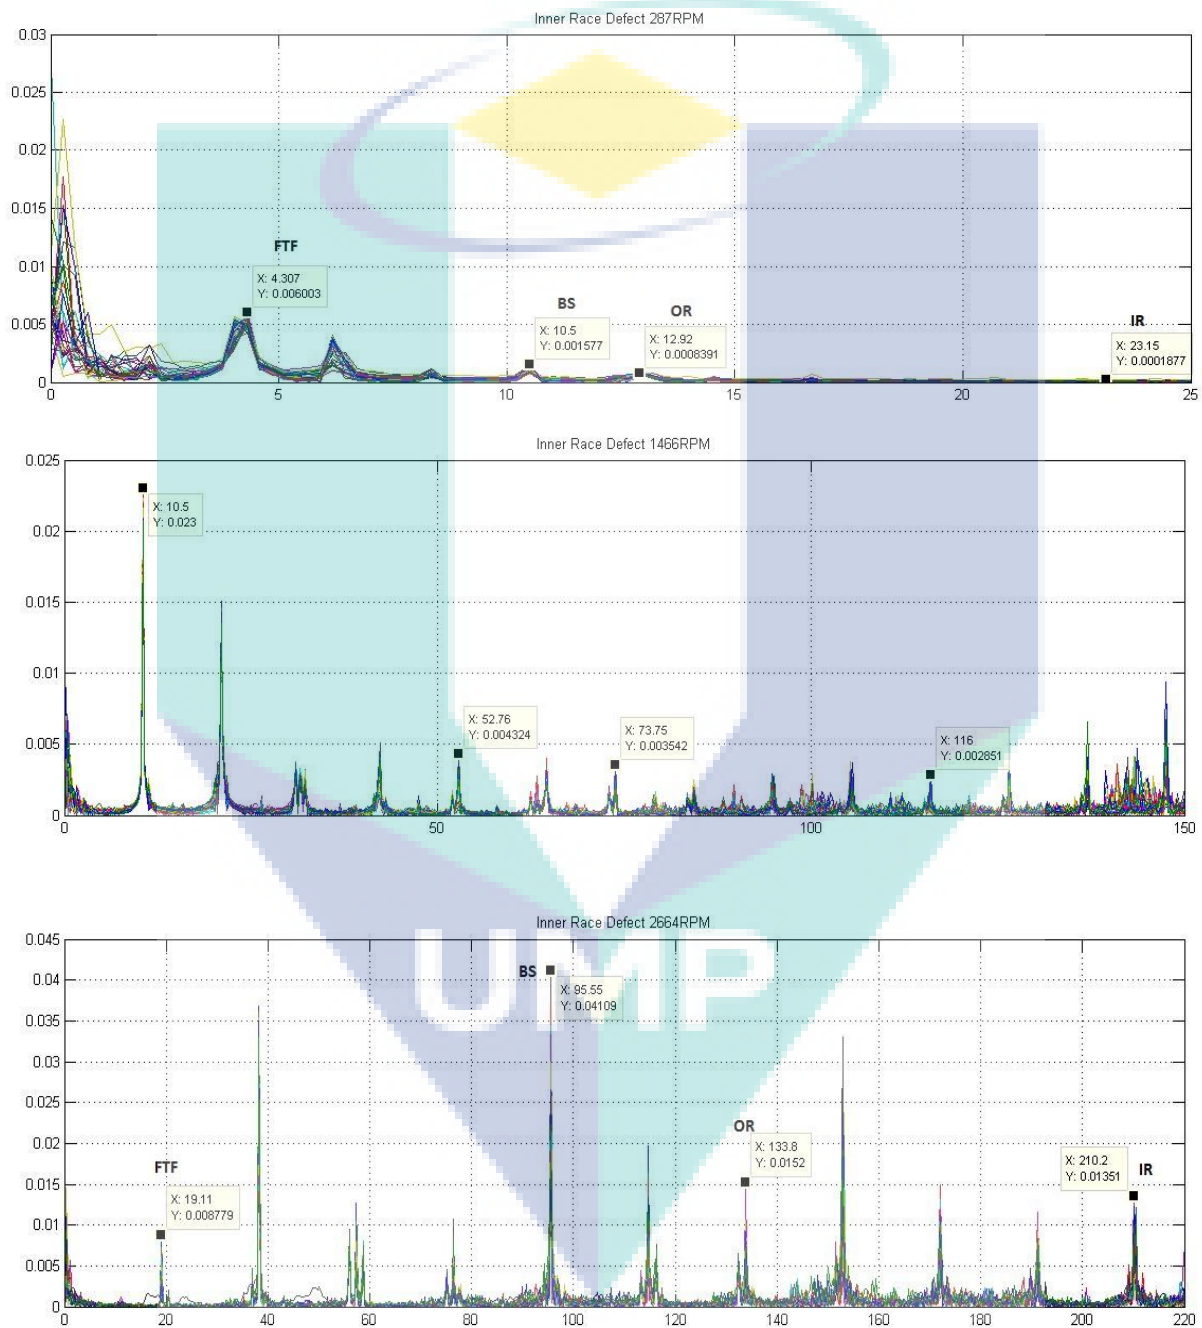 Inner Race Defect 287RPM
0.03
0.025
0.02
0.015
0.01
0.005
0
FTF
X: 4.307
Y: 0.006003
BS
X: 10.5
Y: 0.001577
OR
X: 12.92
Y: 0.0008391
IR
X: 23.15
Y: 0.0001877
0 5 10 15 20 25
Inner Race Defect 1466RPM
0.025
0.02
0.015
0.01
0.005
0
X: 10.5
Y: 0.023
X: 52.76
Y: 0.004324
X: 73.75
Y: 0.003542
X: 116
Y: 0.002851
0 50 100 150
Inner Race Defect 2664RPM
0.045
0.04
0.035
0.03
0.025
0.02
0.015
0.01
0.005
0
UMP
FTF
X: 19.11
Y: 0.008779
BS
X: 95.55
Y: 0.04109
OR
X: 133.8
Y: 0.0152
X: 210.2
Y: 0.01351
IR
0 20 40 60 80 100 120 140 160 180 200 220